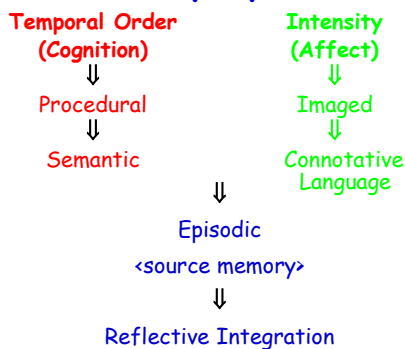 Temporal Order
(Cognition)
⇓
Procedural
⇓
Semantic
Intensity
(Affect)
⇓
Imaged
⇓
Connotative
Language
⇓
Episodic
<source memory>
⇓
Reflective Integration